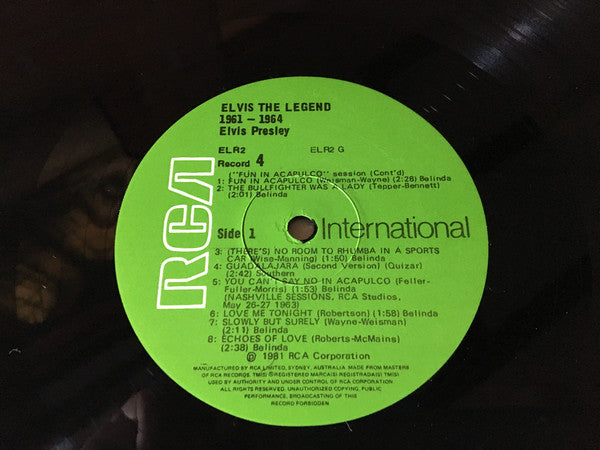 ELVIS THE LEGEND
1961 — 1964
Elvis Presley
ELR2 ELR2 G
Record 4
("FUN IN ACAPULCO" session (Cont'd)
1: FUN IN ACAPULCO (Weisman-Wayne) (2:28) Belinda
2: THE BULLFIGHTER WAS A LADY (Tepper-Bennett)
(2:01) Belinda
RCA
Side 1
International
3: (THERE'S) NO ROOM TO RHUMBA IN A SPORTS
CAR (Wise-Manning) (1:50) Belinda
4: GUADALAJARA (Second Version) (Guizar)
(2:42) Southern
5: YOU CAN'T SAY NO IN ACAPULCO (Feller-
Fuller-Morris) (1:53) Belinda
(NASHVILLE SESSIONS, RCA Studios,
May 26-27 1963)
6: LOVE ME TONIGHT (Robertson) (1:58) Belinda
7: SLOWLY BUT SURELY (Wayne-Weisman)
(2:11) Belinda
8: ECHOES OF LOVE (Roberts-McMains)
(2:38) Belinda
℗ 1981 RCA Corporation
MANUFACTURED BY RCA LIMITED, SYDNEY, AUSTRALIA MADE FROM MASTERS
OF RCA RECORDS. TM(S) ®REGISTERED MARCA(S) REGISTRADA(S) TM(S)
USED BY AUTHORITY AND UNDER CONTROL OF RCA CORPORATION
ALL RIGHTS RESERVED. UNAUTHORIZED COPYING, PUBLIC
PERFORMANCE, BROADCASTING OF THIS
RECORD FORBIDDEN.